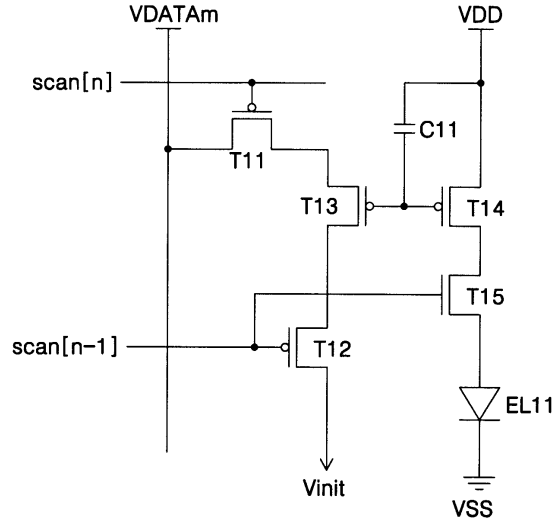 VDATAm
VDD
scan[n]
C11
T11
T13
T14
T15
scan[n-1]
T12
EL11
Vinit
VSS